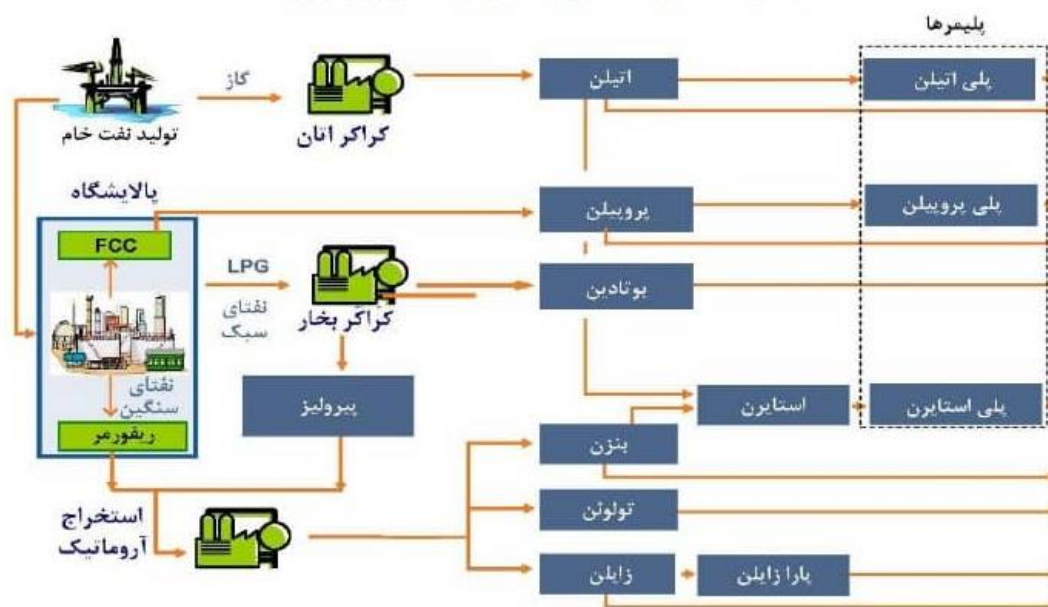 پلیمرها
گاز
تولید نفت خام
کراکر اتان
اتیلن
پلی اتیلن
پالایشگاه
FCC
نفتای
سنگین
ریفورمر
LPG
نفتای
سبک
کراکر بخار
پروپیلن
پلی پروپیلن
بوتادین
پیرولیز
استایرن
پلی استایرن
بنزن
تولوئن
استخراج
آروماتیک
زایلن
پارا زایلن